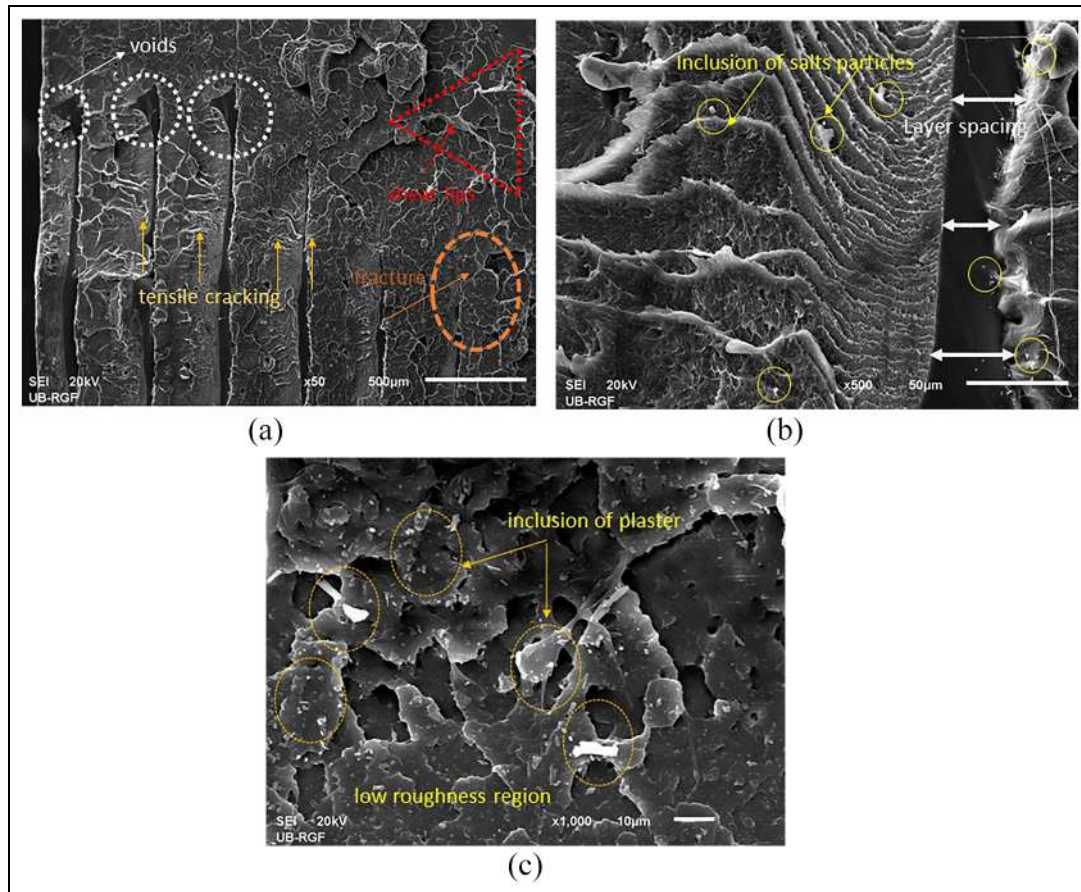 voids
shear lips
fracture
tensile cracking
SEI 20kV x50 500μm
UB-RGF
(a)
Inclusion of salts particles
Layer spacing
SEI 20kV x500 50μm
UB-RGF
(b)
inclusion of plaster
low roughness region
SEI 20kV x1,000 10μm
UB-RGF
(c)